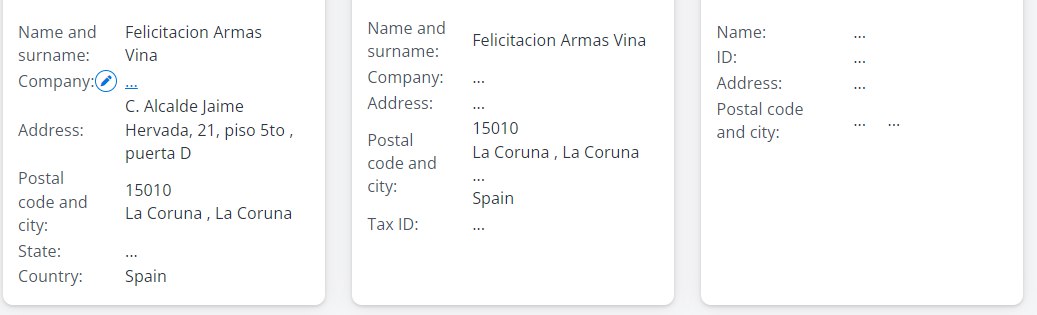 Name and surname: Felicitacion Armas Vina
Company: ...
Address: C. Alcalde Jaime Hervada, 21, piso 5to , puerta D
Postal code and city: 15010
La Coruna , La Coruna
State: ...
Country: Spain
Name and surname: Felicitacion Armas Vina
Company: ...
Address: ...
Postal code and city: 15010
La Coruna , La Coruna
...
Spain
Tax ID: ...
Name: ...
ID: ...
Address: ...
Postal code and city: ... ...